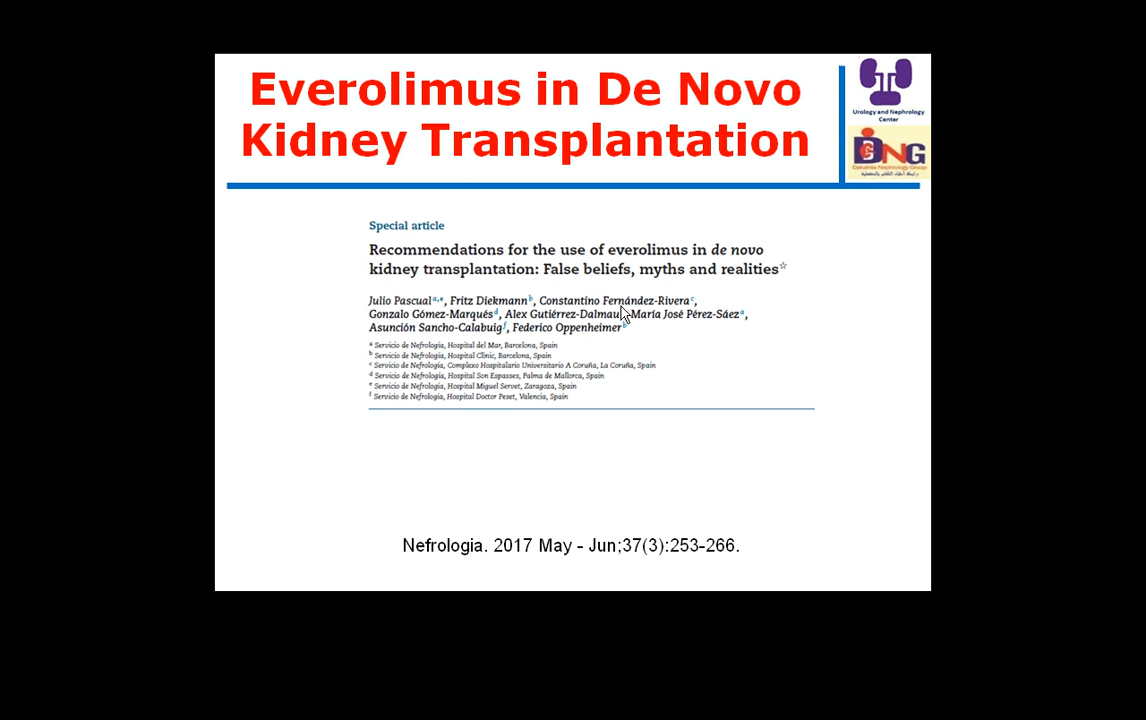 Everolimus in De Novo
Kidney Transplantation
Urology and Nephrology
Center
DNG
Dakahlia Nephrology Group
Special article
Recommendations for the use of everolimus in de novo
kidney transplantation: False beliefs, myths and realities☆
Julio Pascual a,*, Fritz Diekmann b, Constantino Fernández-Rivera c,
Gonzalo Gómez-Marqués d, Alex Gutiérrez-Dalmau, María José Pérez-Sáez a,
Asunción Sancho-Calabuig f, Federico Oppenheimer b
a Servicio de Nefrología, Hospital del Mar, Barcelona, Spain
b Servicio de Nefrología, Hospital Clinic, Barcelona, Spain
c Servicio de Nefrología, Complexo Hospitalario Universitario A Coruña, La Coruña, Spain
d Servicio de Nefrología, Hospital Son Espasses, Palma de Mallorca, Spain
e Servicio de Nefrología, Hospital Miguel Servet, Zaragoza, Spain
f Servicio de Nefrología, Hospital Doctor Peset, Valencia, Spain
Nefrologia. 2017 May - Jun;37(3):253-266.